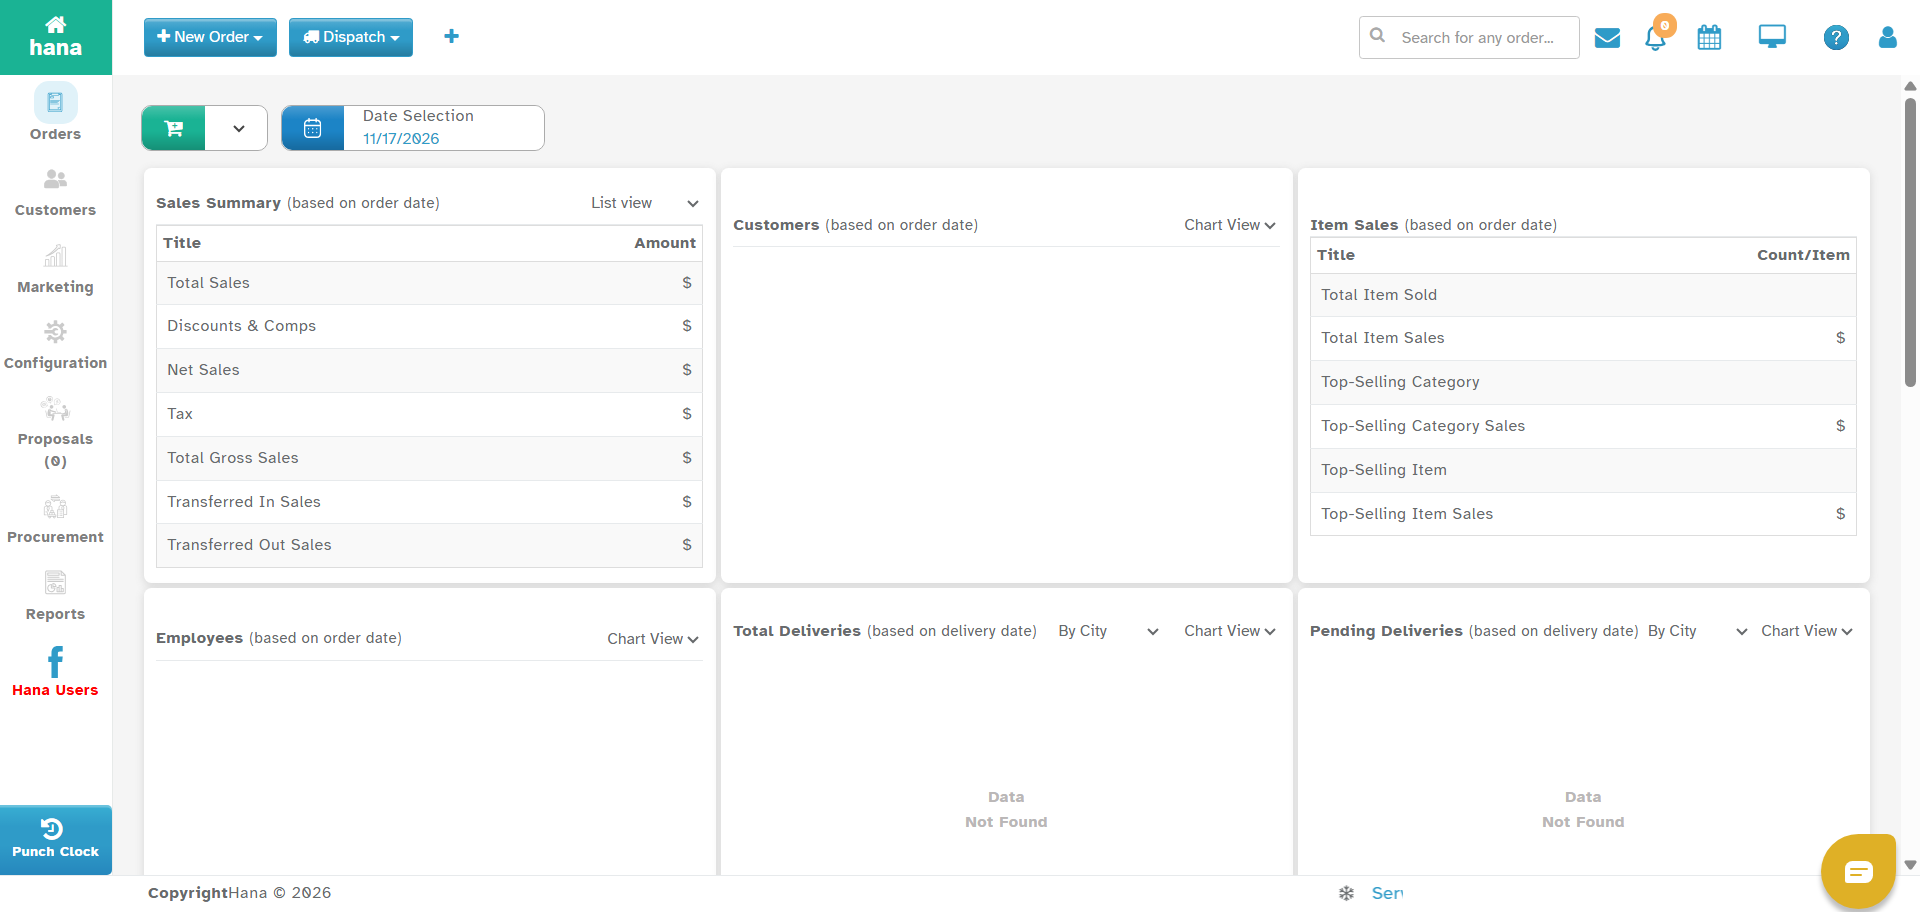 hana
New Order
Dispatch
Search for any order...
0
Orders
Customers
Marketing
Configuration
Proposals
(0)
Procurement
Reports
Hana Users
Punch Clock
Date Selection
11/17/2026
Sales Summary (based on order date)
List view
Title Amount
Total Sales $
Discounts & Comps $
Net Sales $
Tax $
Total Gross Sales $
Transferred In Sales $
Transferred Out Sales $
Customers (based on order date)
Chart View
Item Sales (based on order date)
Title Count/Item
Total Item Sold
Total Item Sales $
Top-Selling Category
Top-Selling Category Sales $
Top-Selling Item
Top-Selling Item Sales $
Employees (based on order date)
Chart View
Total Deliveries (based on delivery date)
By City
Chart View
Data
Not Found
Pending Deliveries (based on delivery date)
By City
Chart View
Data
Not Found
CopyrightHana © 2026